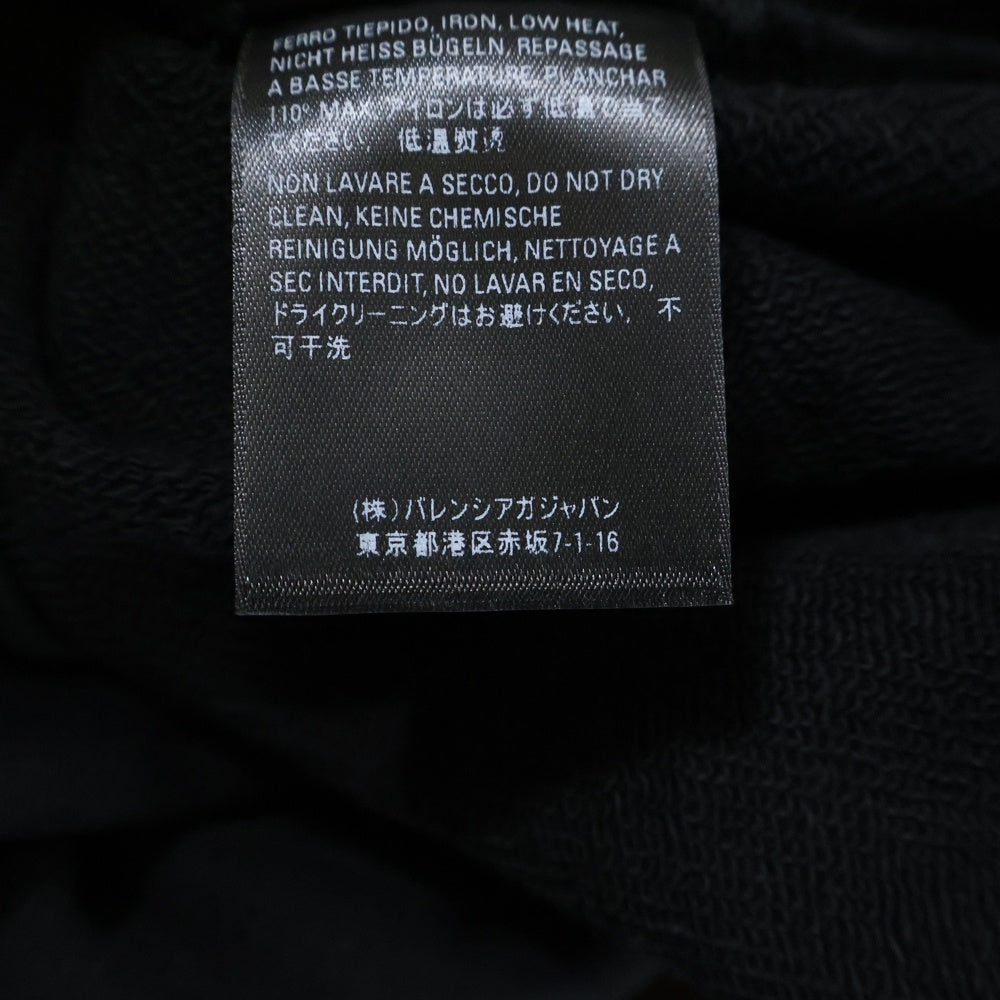 FERRO TIEPIDO, IRON, LOW HEAT,
NICHT HEISS BÜGELN, REPASSAGE
A BASSE TEMPERATURE, PLANCHAR
110° MAX, アイロンは必ず低温で当て
てください. 低温熨烫
NON LAVARE A SECCO, DO NOT DRY
CLEAN, KEINE CHEMISCHE
REINIGUNG MÖGLICH, NETTOYAGE A
SEC INTERDIT, NO LAVAR EN SECO,
ドライクリーニングはお避けください. 不
可干洗
(株)バレンシアガジャパン
東京都港区赤坂7-1-16